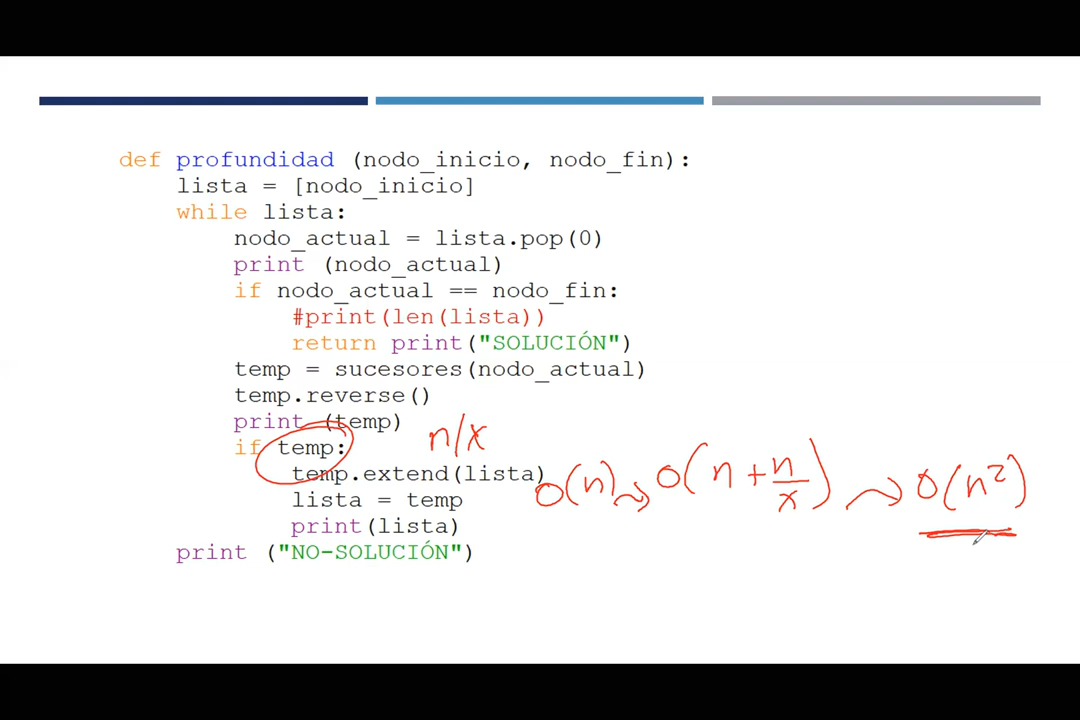 def profundidad (nodo_inicio, nodo_fin):
lista = [nodo_inicio]
while lista:
nodo_actual = lista.pop(0)
print (nodo_actual)
if nodo_actual == nodo_fin:
#print(len(lista))
return print("SOLUCIÓN")
temp = sucesores(nodo_actual)
temp.reverse()
print (temp)
if temp:
n/x
temp.extend(lista)
O(n) O(n + n/x) O(n²)
lista = temp
print(lista)
print ("NO-SOLUCIÓN")